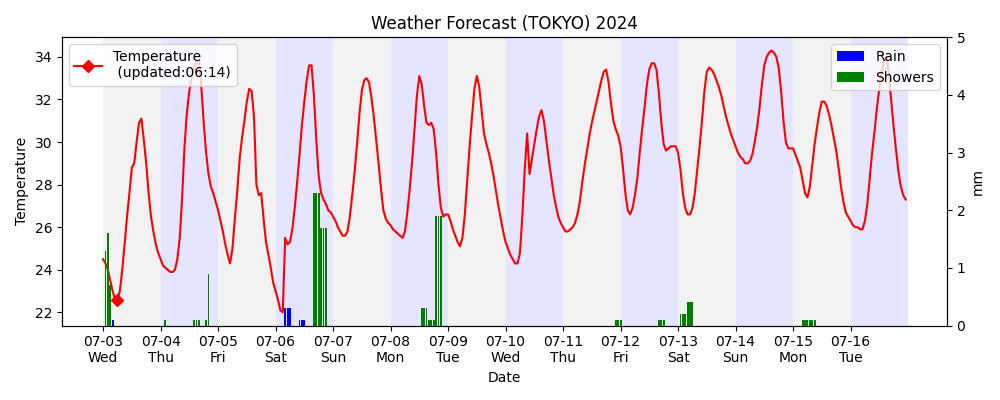 Weather Forecast (TOKYO) 2024
Temperature
(updated:06:14)
Rain
Showers
34
32
30
28
26
24
22
Temperature
5
4
3
2
1
0
mm
07-03 07-04 07-05 07-06 07-07 07-08 07-09 07-10 07-11 07-12 07-13 07-14 07-15 07-16
Wed Thu Fri Sat Sun Mon Tue Wed Thu Fri Sat Sun Mon Tue
Date